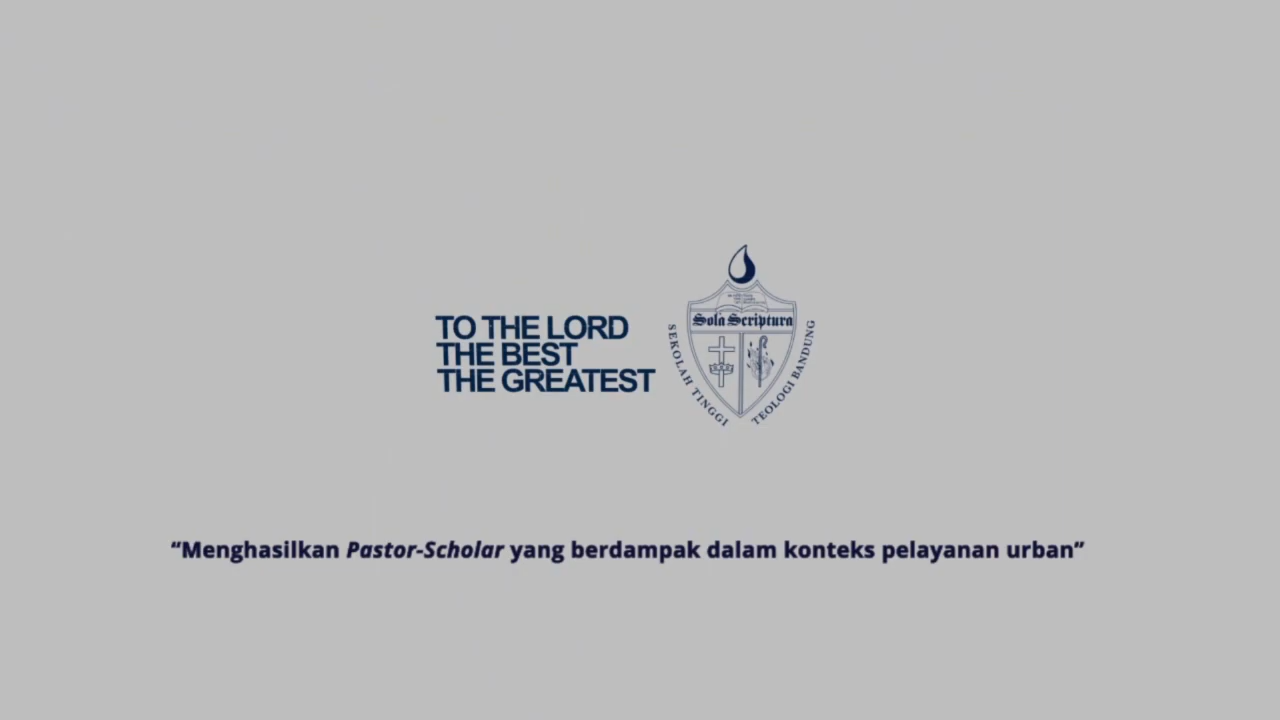 TO THE LORD
THE BEST
THE GREATEST
Sola Scriptura
SEKOLAH TINGGI
TEOLOGI BANDUNG
“Menghasilkan Pastor-Scholar yang berdampak dalam konteks pelayanan urban”